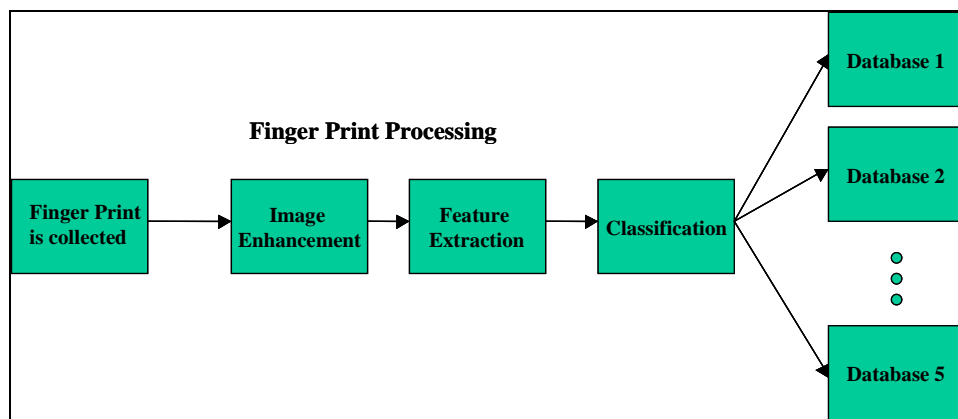 Finger Print Processing
Finger Print
is collected
Image
Enhancement
Feature
Extraction
Classification
Database 1
Database 2
Database 5